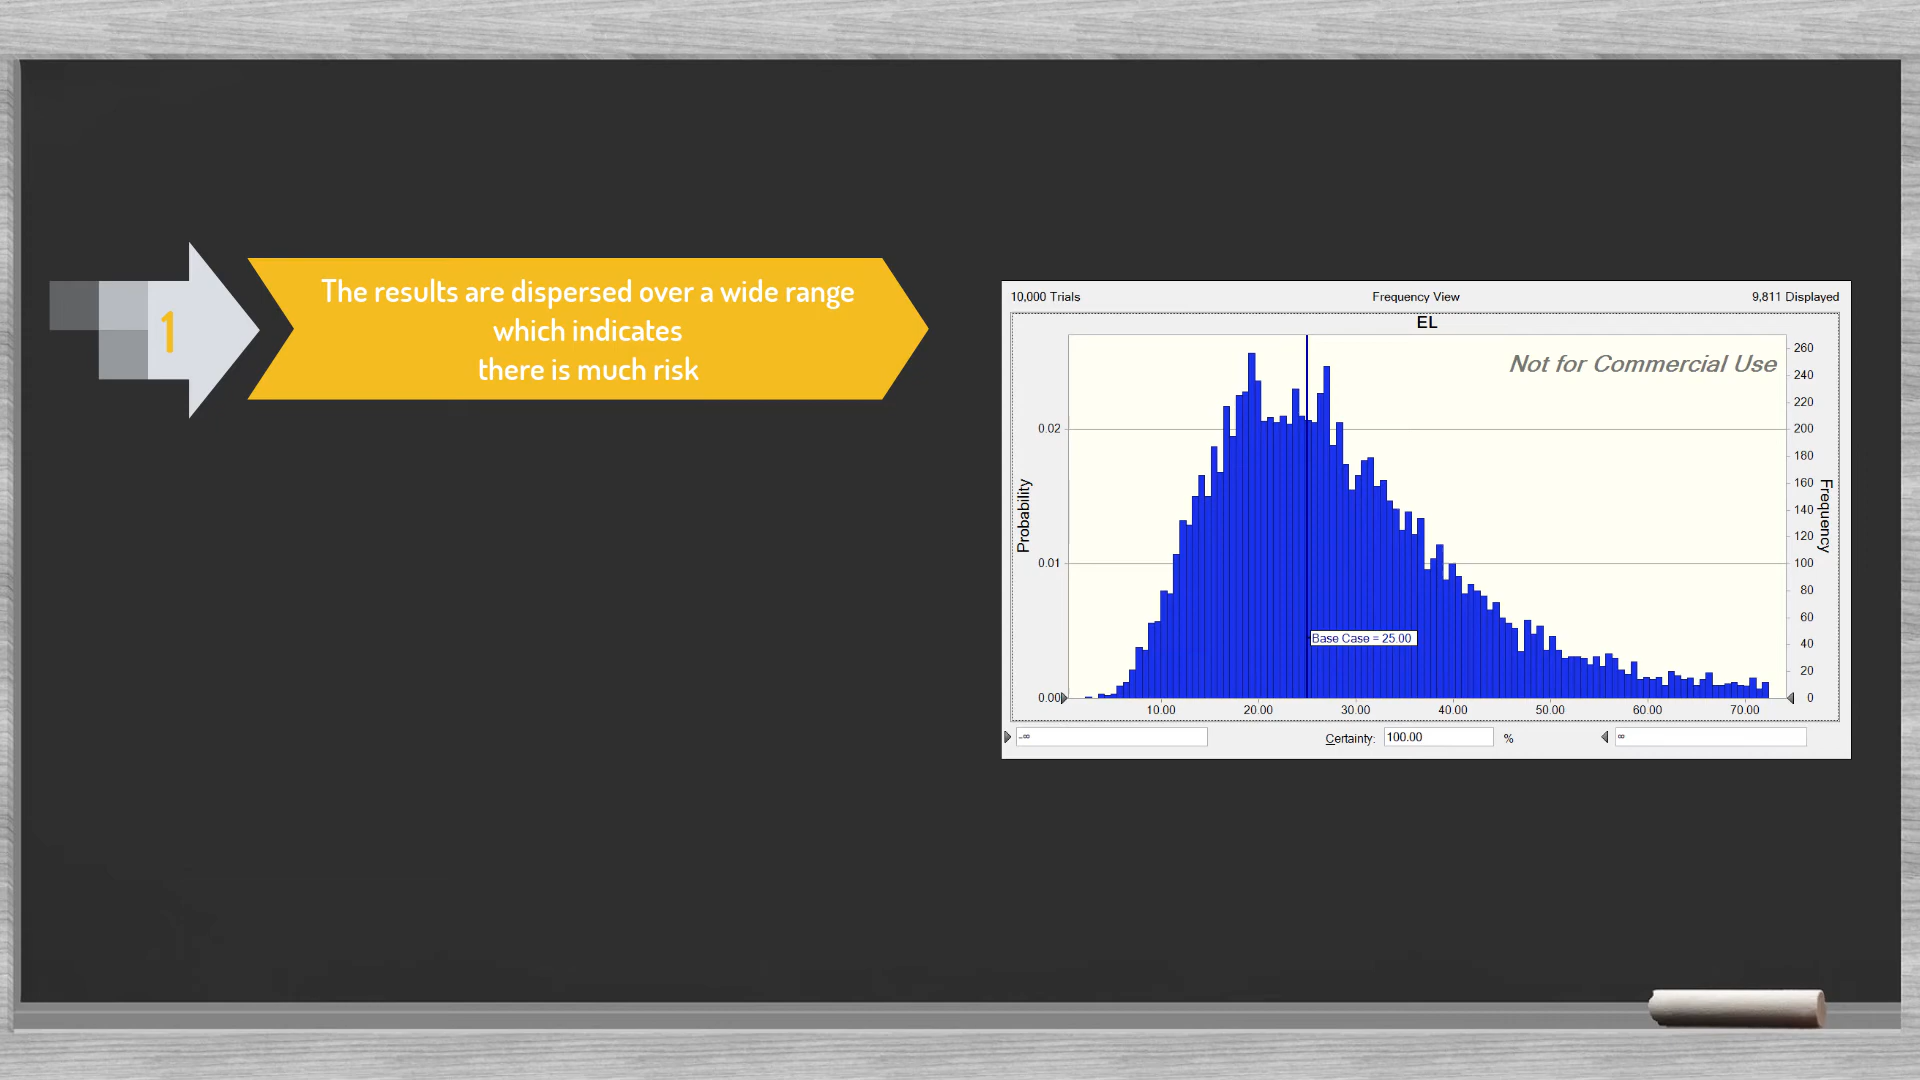 1
The results are dispersed over a wide range
which indicates
there is much risk
10,000 Trials
Frequency View
9,811 Displayed
EL
Not for Commercial Use
Probability
0.02
0.01
0.00
260
240
220
200
180
160
140
120
100
80
60
40
20
0
Frequency
Base Case = 25.00
10.00
20.00
30.00
40.00
50.00
60.00
70.00
-∞
Certainty:
100.00
%
∞